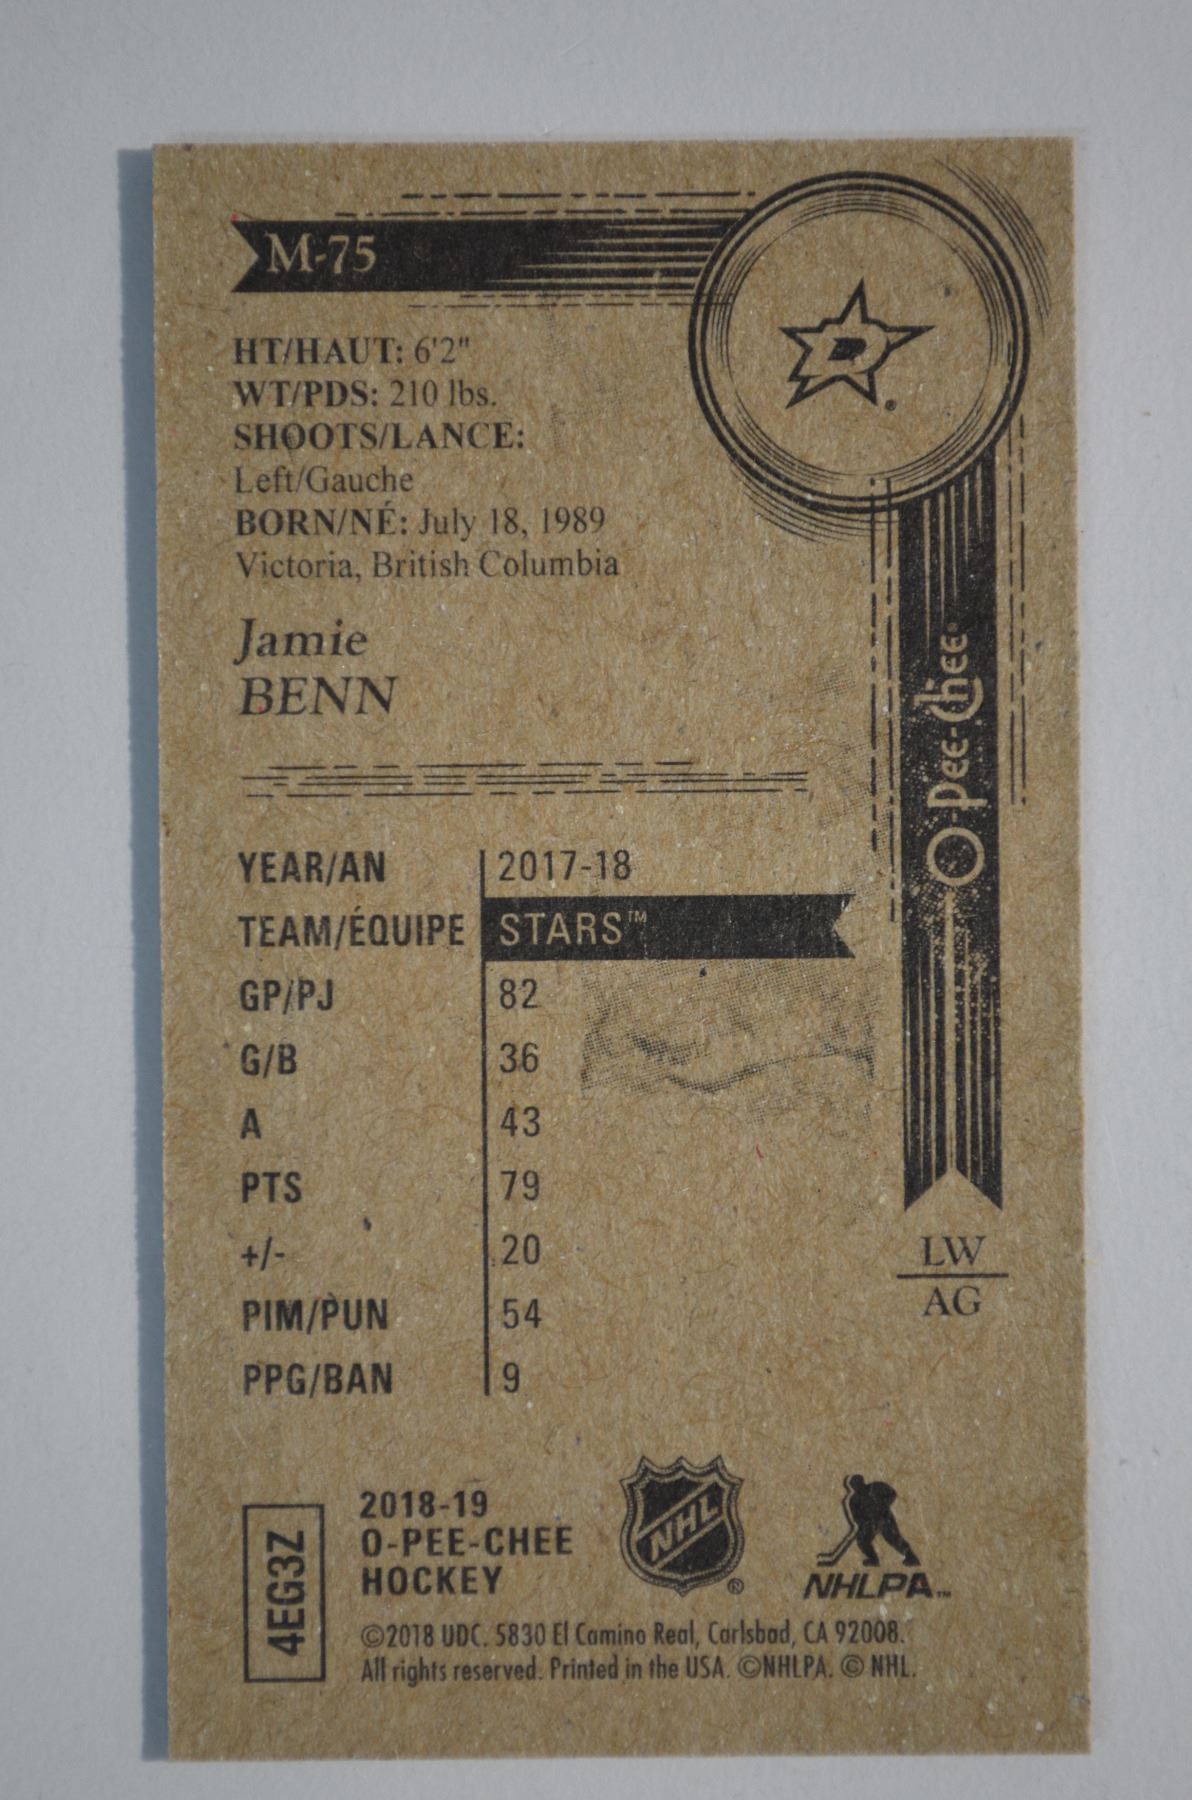 M-75
HT/HAUT: 6'2"
WT/PDS: 210 lbs.
SHOOTS/LANCE:
Left/Gauche
BORN/NÉ: July 18, 1989
Victoria, British Columbia
Jamie
BENN
D ®
O-Pee-Chee®
YEAR/AN 2017-18
TEAM/ÉQUIPE STARS™
GP/PJ 82
G/B 36
A 43
PTS 79
+/- 20
PIM/PUN 54
PPG/BAN 9
LW
AG
4EG3Z
2018-19
O-PEE-CHEE
HOCKEY
NHL ®
NHLPA™
©2018 UDC. 5830 El Camino Real, Carlsbad, CA 92008.
All rights reserved. Printed in the USA. ©NHLPA. © NHL.